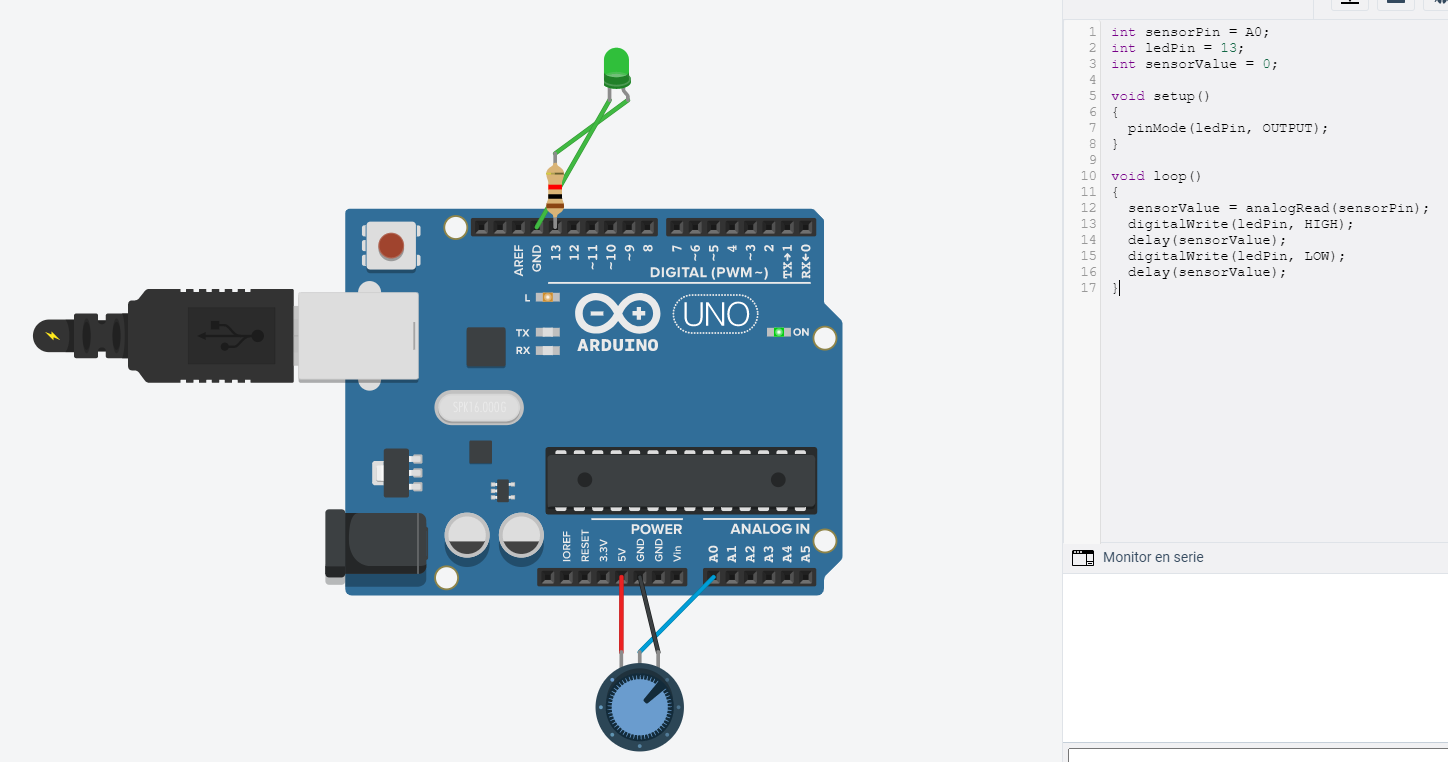 AREF
GND
13
12
~11
~10
~9
8
7
~6
~5
4
~3
2
TX→1
RX←0
DIGITAL (PWM~)
L
TX
RX
ARDUINO
UNO
ON
SPK16.000G
POWER
ANALOG IN
IOREF
RESET
3.3V
5V
GND
GND
Vin
A0
A1
A2
A3
A4
A5
1 int sensorPin = A0;
2 int ledPin = 13;
3 int sensorValue = 0;
4
5 void setup()
6 {
7 pinMode(ledPin, OUTPUT);
8 }
9
10 void loop()
11 {
12 sensorValue = analogRead(sensorPin);
13 digitalWrite(ledPin, HIGH);
14 delay(sensorValue);
15 digitalWrite(ledPin, LOW);
16 delay(sensorValue);
17 }
Monitor en serie